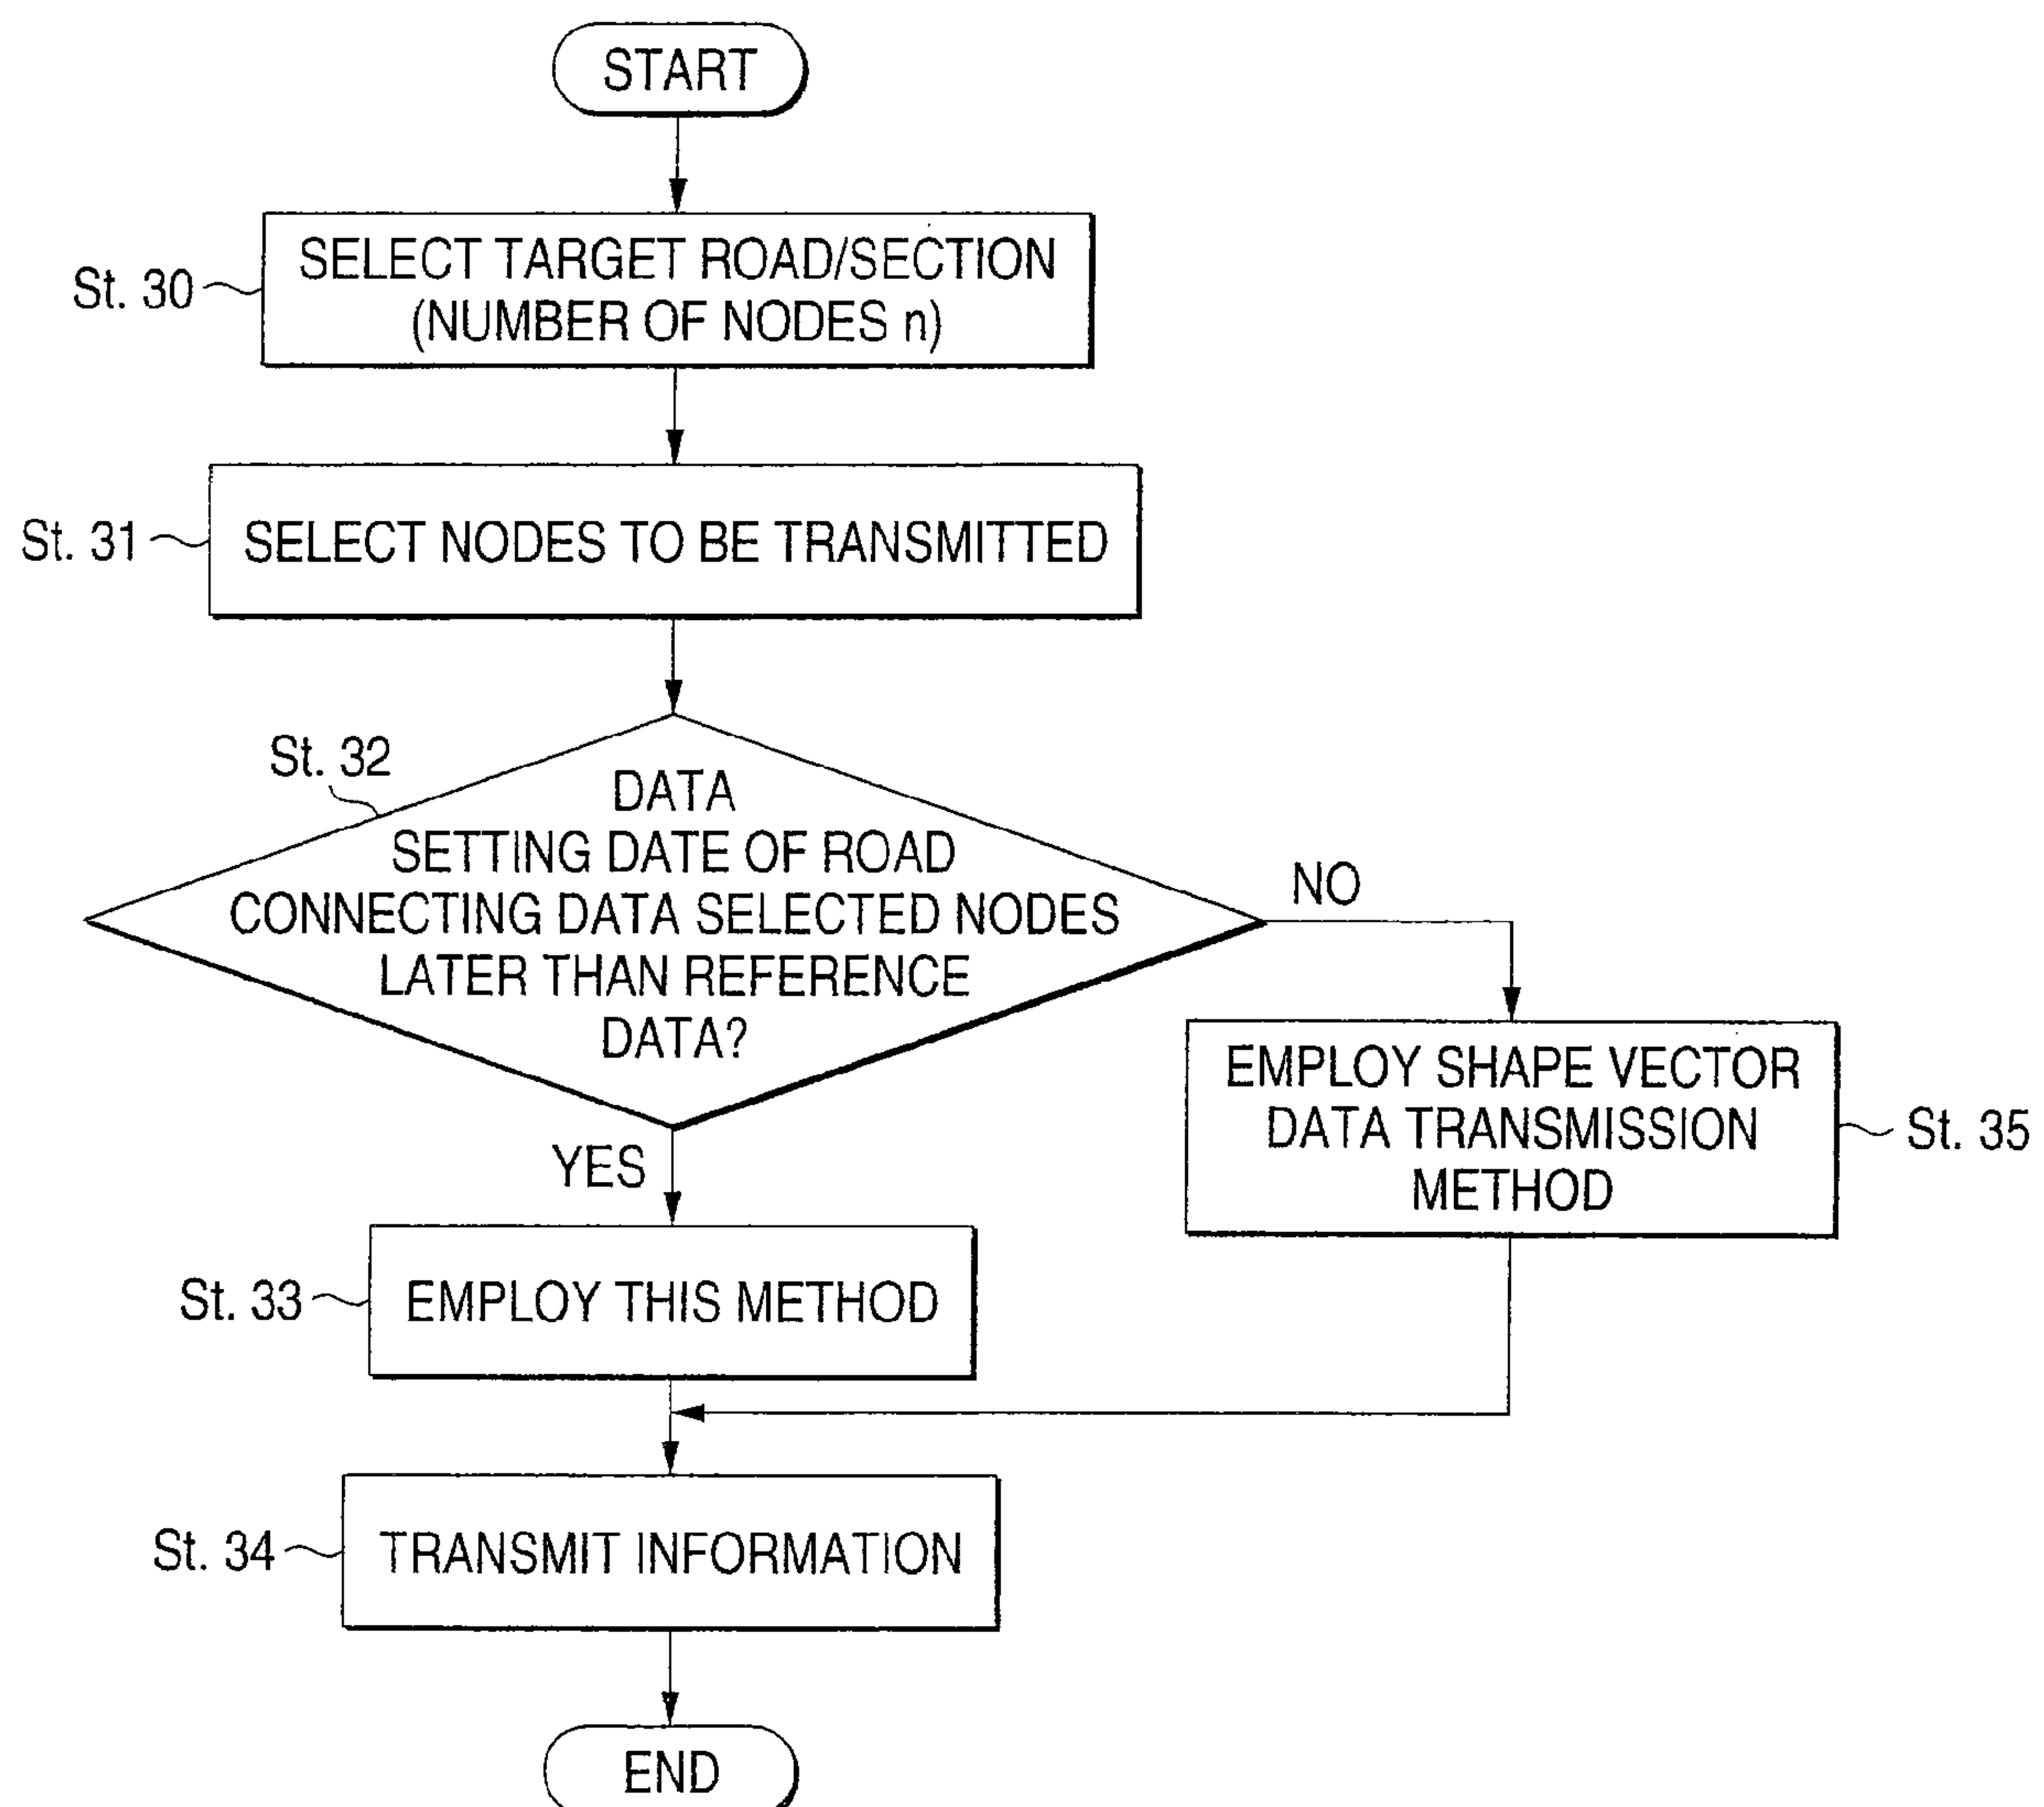 START
St. 30
SELECT TARGET ROAD/SECTION
(NUMBER OF NODES n)
St. 31
SELECT NODES TO BE TRANSMITTED
St. 32
DATA
SETTING DATE OF ROAD
CONNECTING DATA SELECTED NODES
LATER THAN REFERENCE
DATA?
NO
YES
EMPLOY SHAPE VECTOR
DATA TRANSMISSION
METHOD
St. 35
St. 33
EMPLOY THIS METHOD
St. 34
TRANSMIT INFORMATION
END